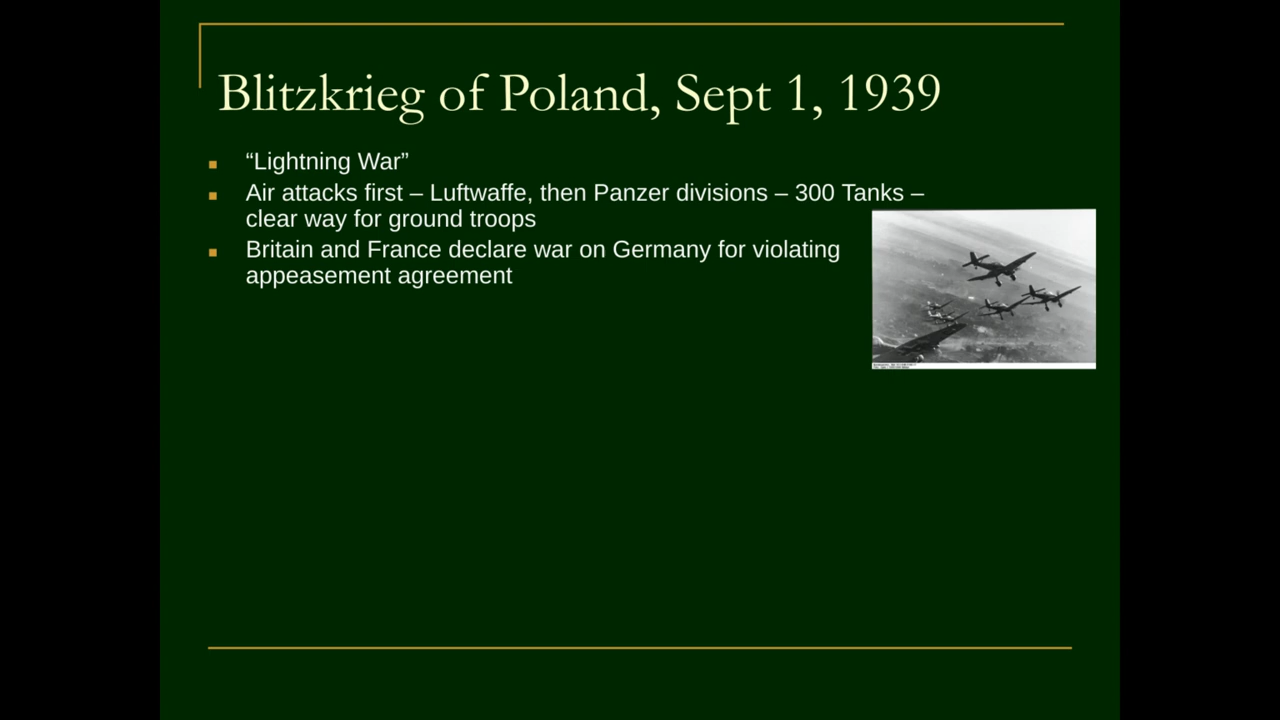 Blitzkrieg of Poland, Sept 1, 1939
“Lightning War”
Air attacks first – Luftwaffe, then Panzer divisions – 300 Tanks –
clear way for ground troops
Britain and France declare war on Germany for violating
appeasement agreement